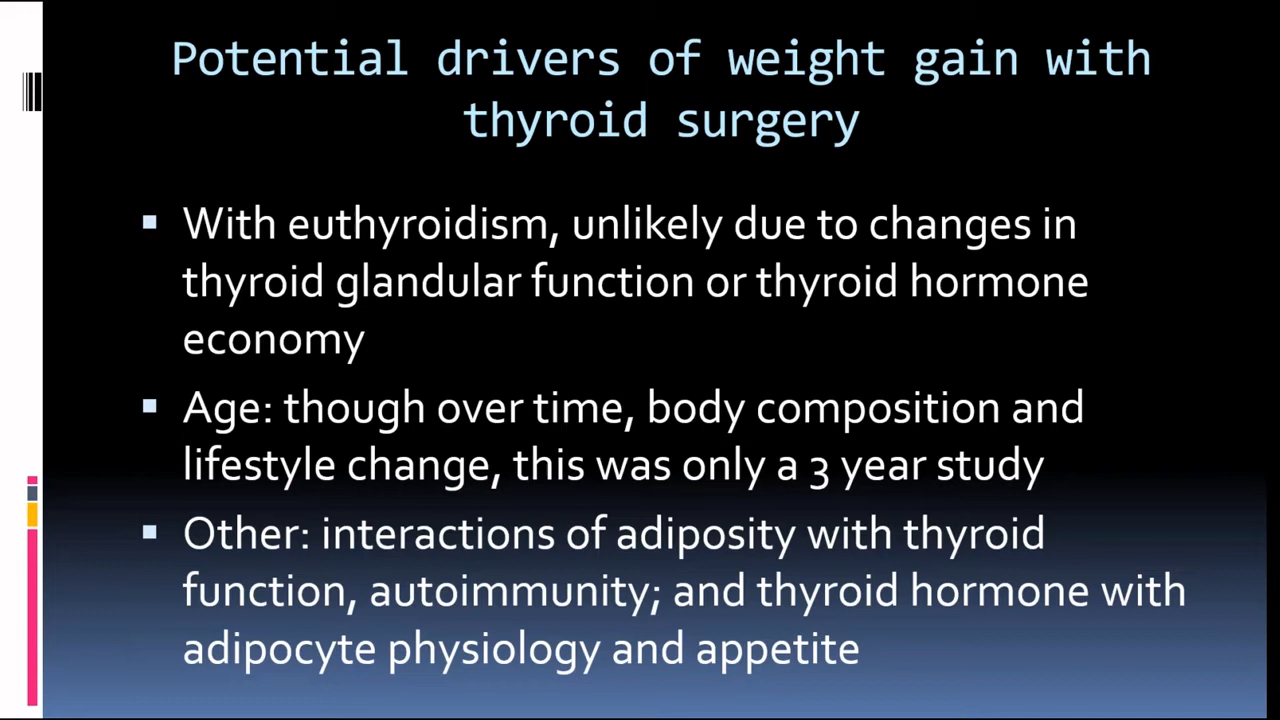 Potential drivers of weight gain with
thyroid surgery
▪ With euthyroidism, unlikely due to changes in
thyroid glandular function or thyroid hormone
economy
▪ Age: though over time, body composition and
lifestyle change, this was only a 3 year study
▪ Other: interactions of adiposity with thyroid
function, autoimmunity; and thyroid hormone with
adipocyte physiology and appetite